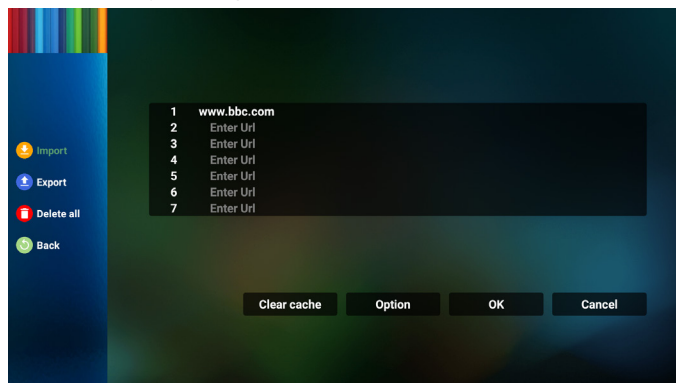 1 www.bbc.com
2 Enter Url
3 Enter Url
4 Enter Url
5 Enter Url
6 Enter Url
7 Enter Url
Import
Export
Delete all
Back
Clear cache Option OK Cancel